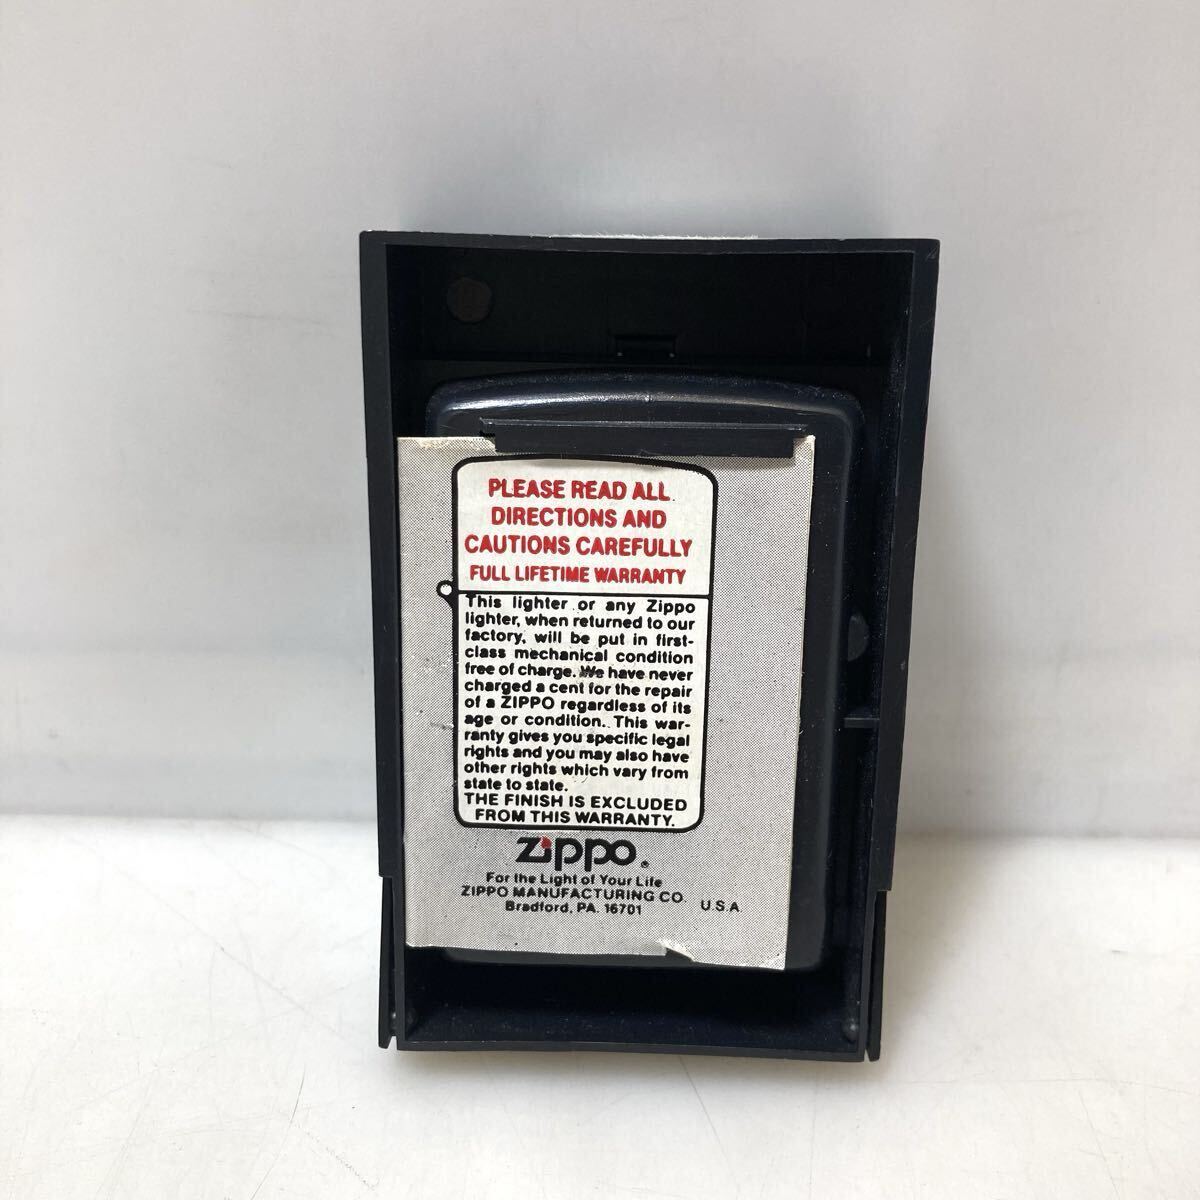 PLEASE READ ALL
DIRECTIONS AND
CAUTIONS CAREFULLY
FULL LIFETIME WARRANTY
This lighter or any Zippo
lighter, when returned to our
factory, will be put in first-
class mechanical condition
free of charge. We have never
charged a cent for the repair
of a ZIPPO regardless of its
age or condition. This war-
ranty gives you specific legal
rights and you may also have
other rights which vary from
state to state.
THE FINISH IS EXCLUDED
FROM THIS WARRANTY.
Zippo®
For the Light of Your Life
ZIPPO MANUFACTURING CO.
Bradford, PA. 16701
U.S.A.